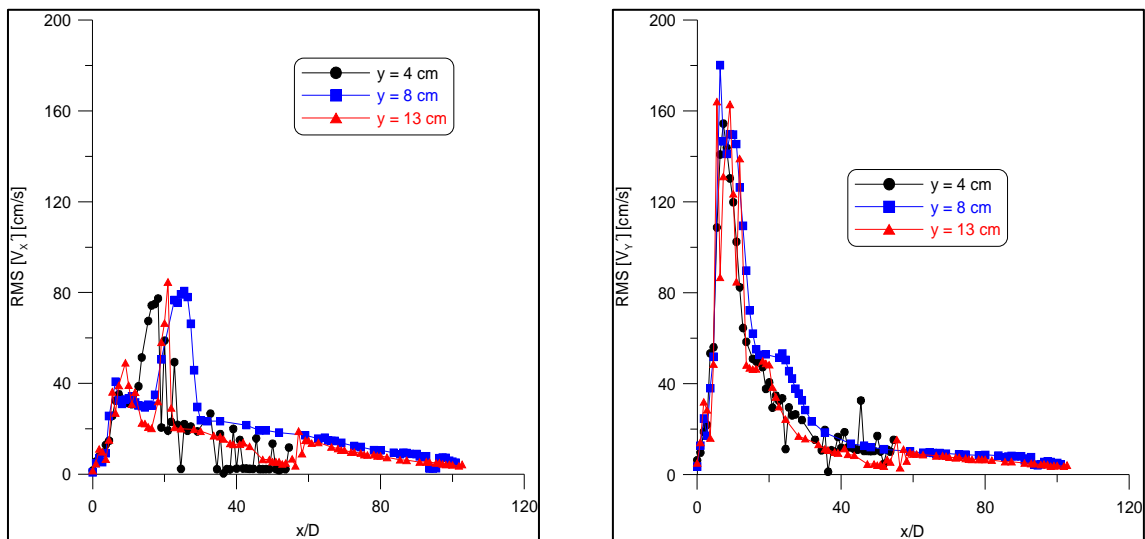 200
160
120
80
40
0
RMS [Vx´] [cm/s]
y = 4 cm
y = 8 cm
y = 13 cm
0
40
80
120
x/D
200
160
120
80
40
0
RMS [VY´] [cm/s]
y = 4 cm
y = 8 cm
y = 13 cm
0
40
80
120
x/D